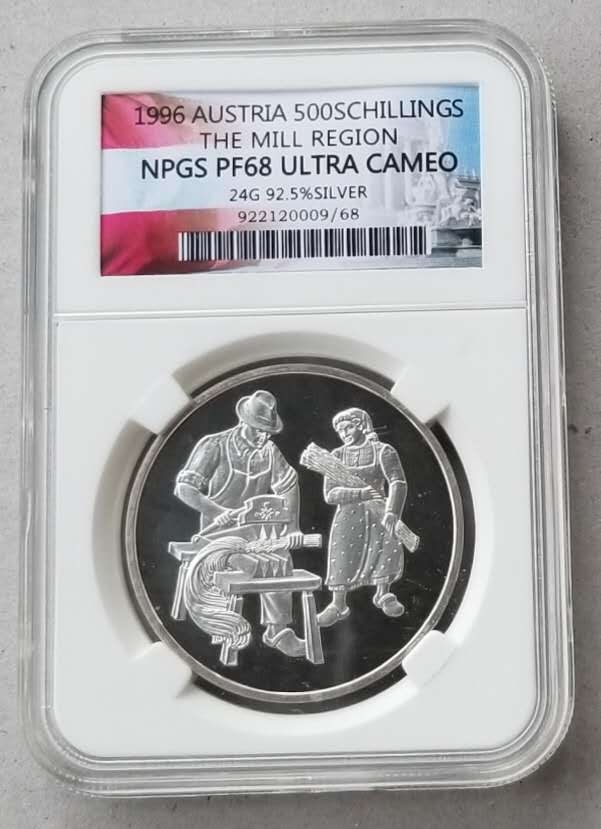 1996 AUSTRIA 500SCHILLINGS
THE MILL REGION
NPGS PF68 ULTRA CAMEO
24G 92.5%SILVER
922120009/68